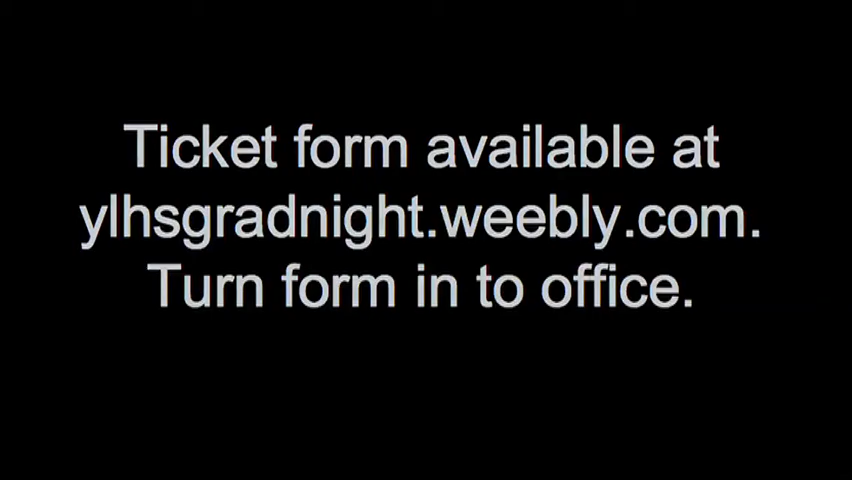 Ticket form available at
ylhsgradnight.weebly.com.
Turn form in to office.